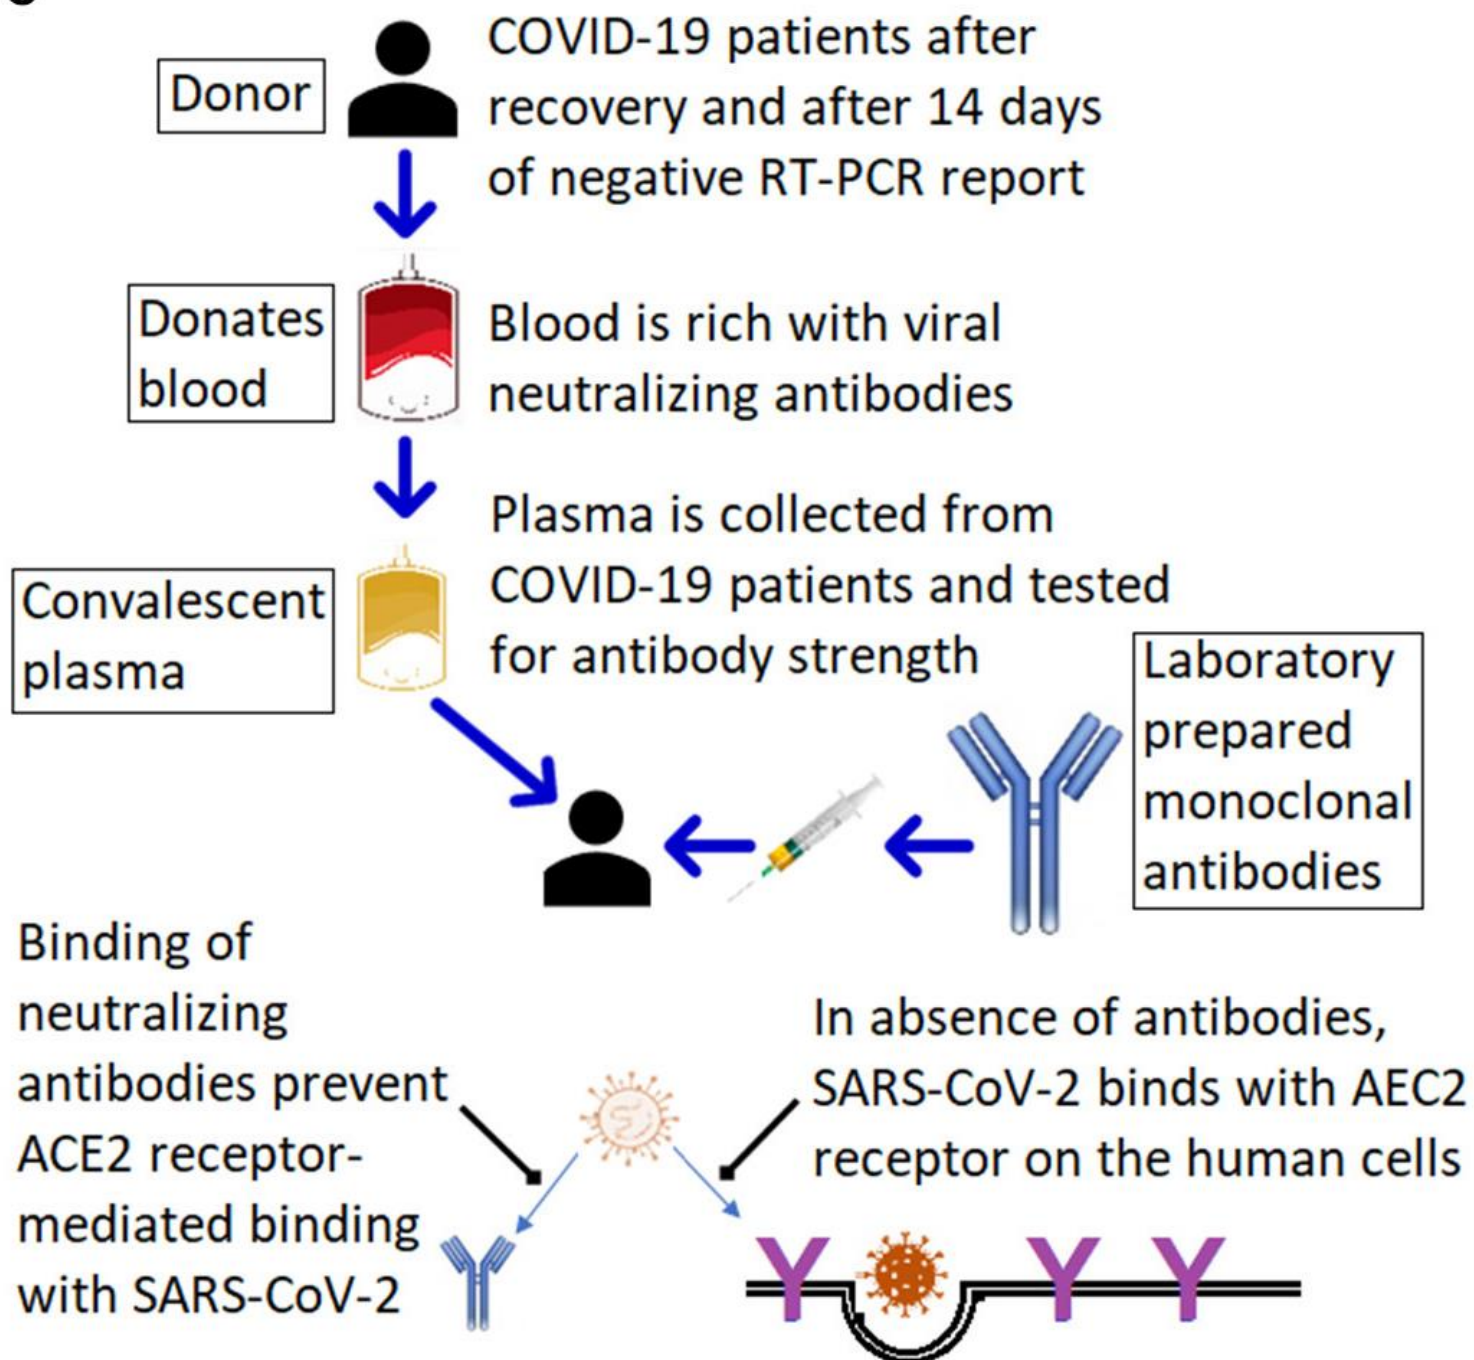 Donor
COVID-19 patients after
recovery and after 14 days
of negative RT-PCR report
Donates
blood
Blood is rich with viral
neutralizing antibodies
Convalescent
plasma
Plasma is collected from
COVID-19 patients and tested
for antibody strength
Laboratory
prepared
monoclonal
antibodies
Binding of
neutralizing
antibodies prevent
ACE2 receptor-
mediated binding
with SARS-CoV-2
In absence of antibodies,
SARS-CoV-2 binds with AEC2
receptor on the human cells